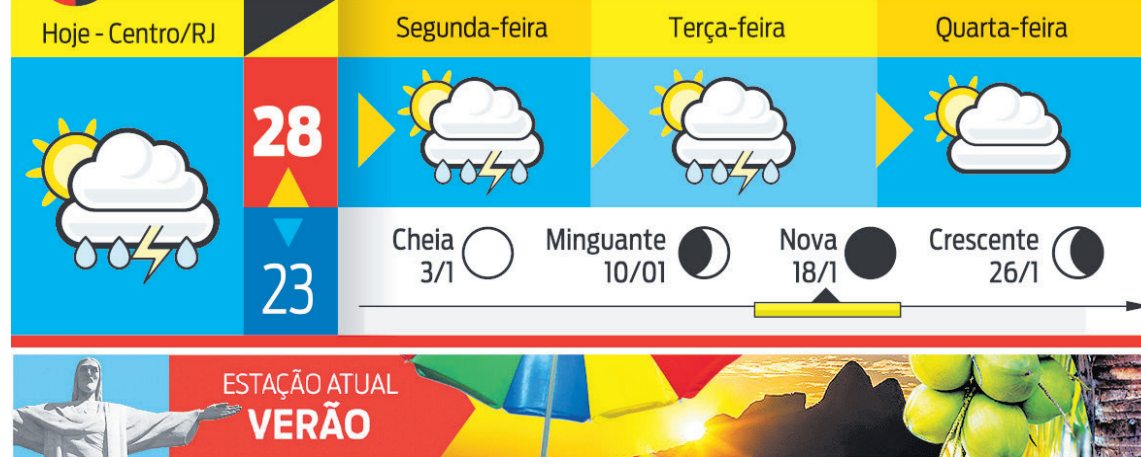 Hoje - Centro/RJ
28
23
Segunda-feira
Terça-feira
Quarta-feira
Cheia
3/1
Minguante
10/01
Nova
18/1
Crescente
26/1
ESTAÇÃO ATUAL
VERÃO